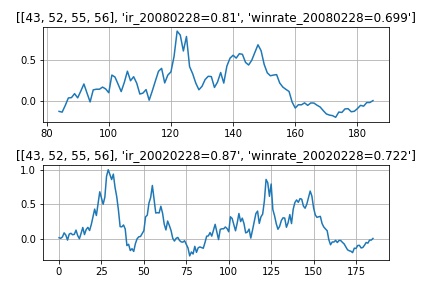 [[43, 52, 55, 56], 'ir_20080228=0.81', 'winrate_20080228=0.699']
0.5
0.0
80 100 120 140 160 180
[[43, 52, 55, 56], 'ir_20020228=0.87', 'winrate_20020228=0.722']
1.0
0.5
0.0
0 25 50 75 100 125 150 175